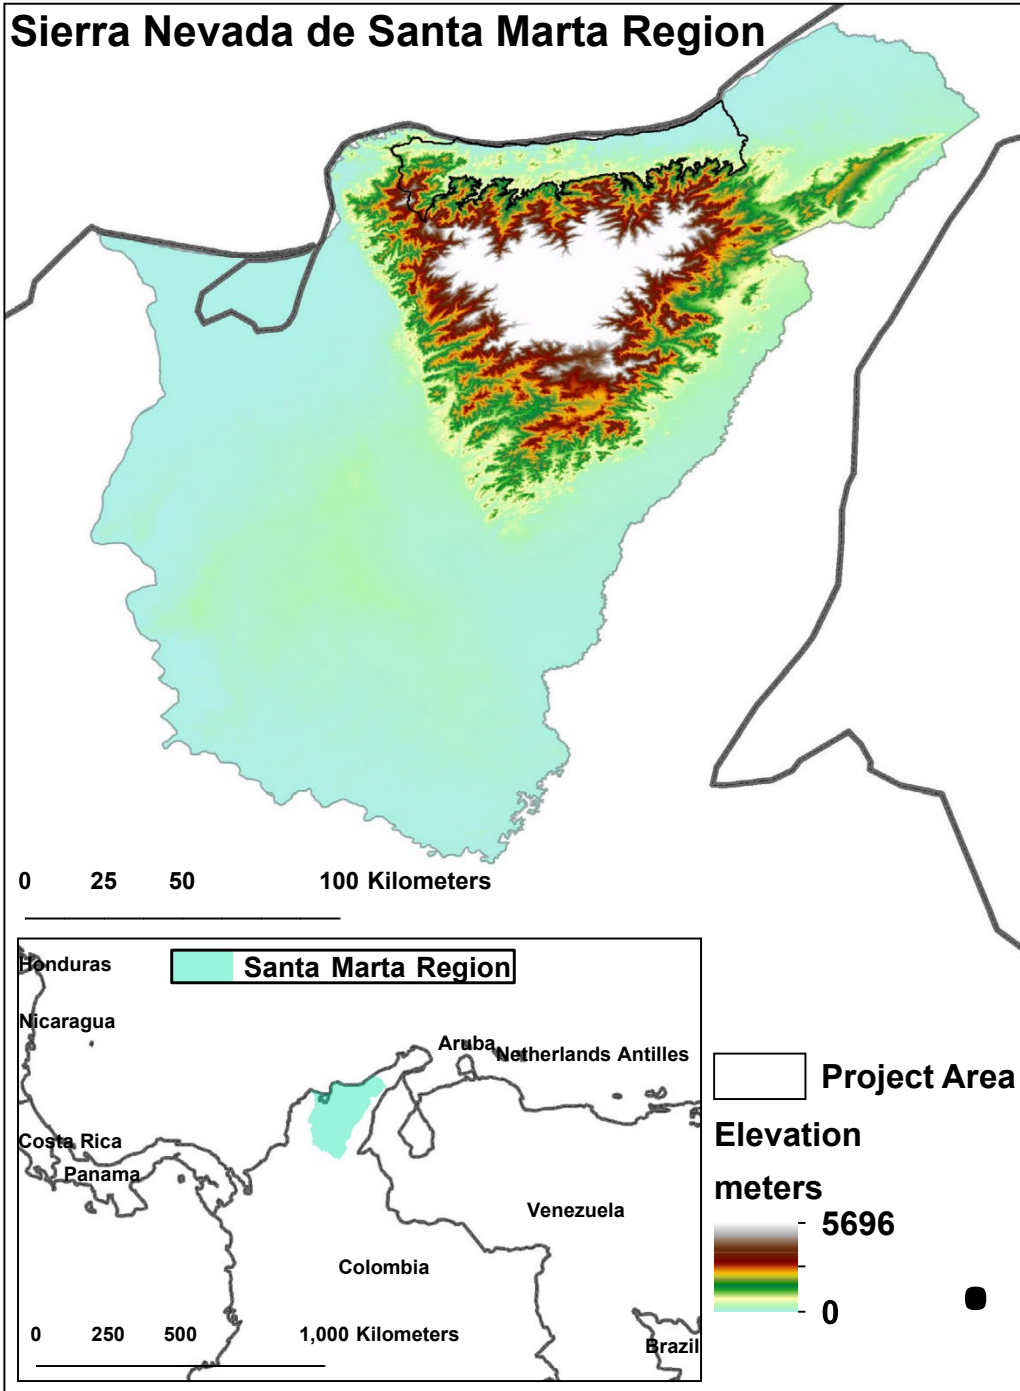 Sierra Nevada de Santa Marta Region
0 25 50 100 Kilometers
Santa Marta Region
Honduras
Nicaragua
Aruba
Netherlands Antilles
Costa Rica
Panama
Venezuela
Colombia
0 250 500 1,000 Kilometers
Brazil
Project Area
Elevation
meters
5696
0